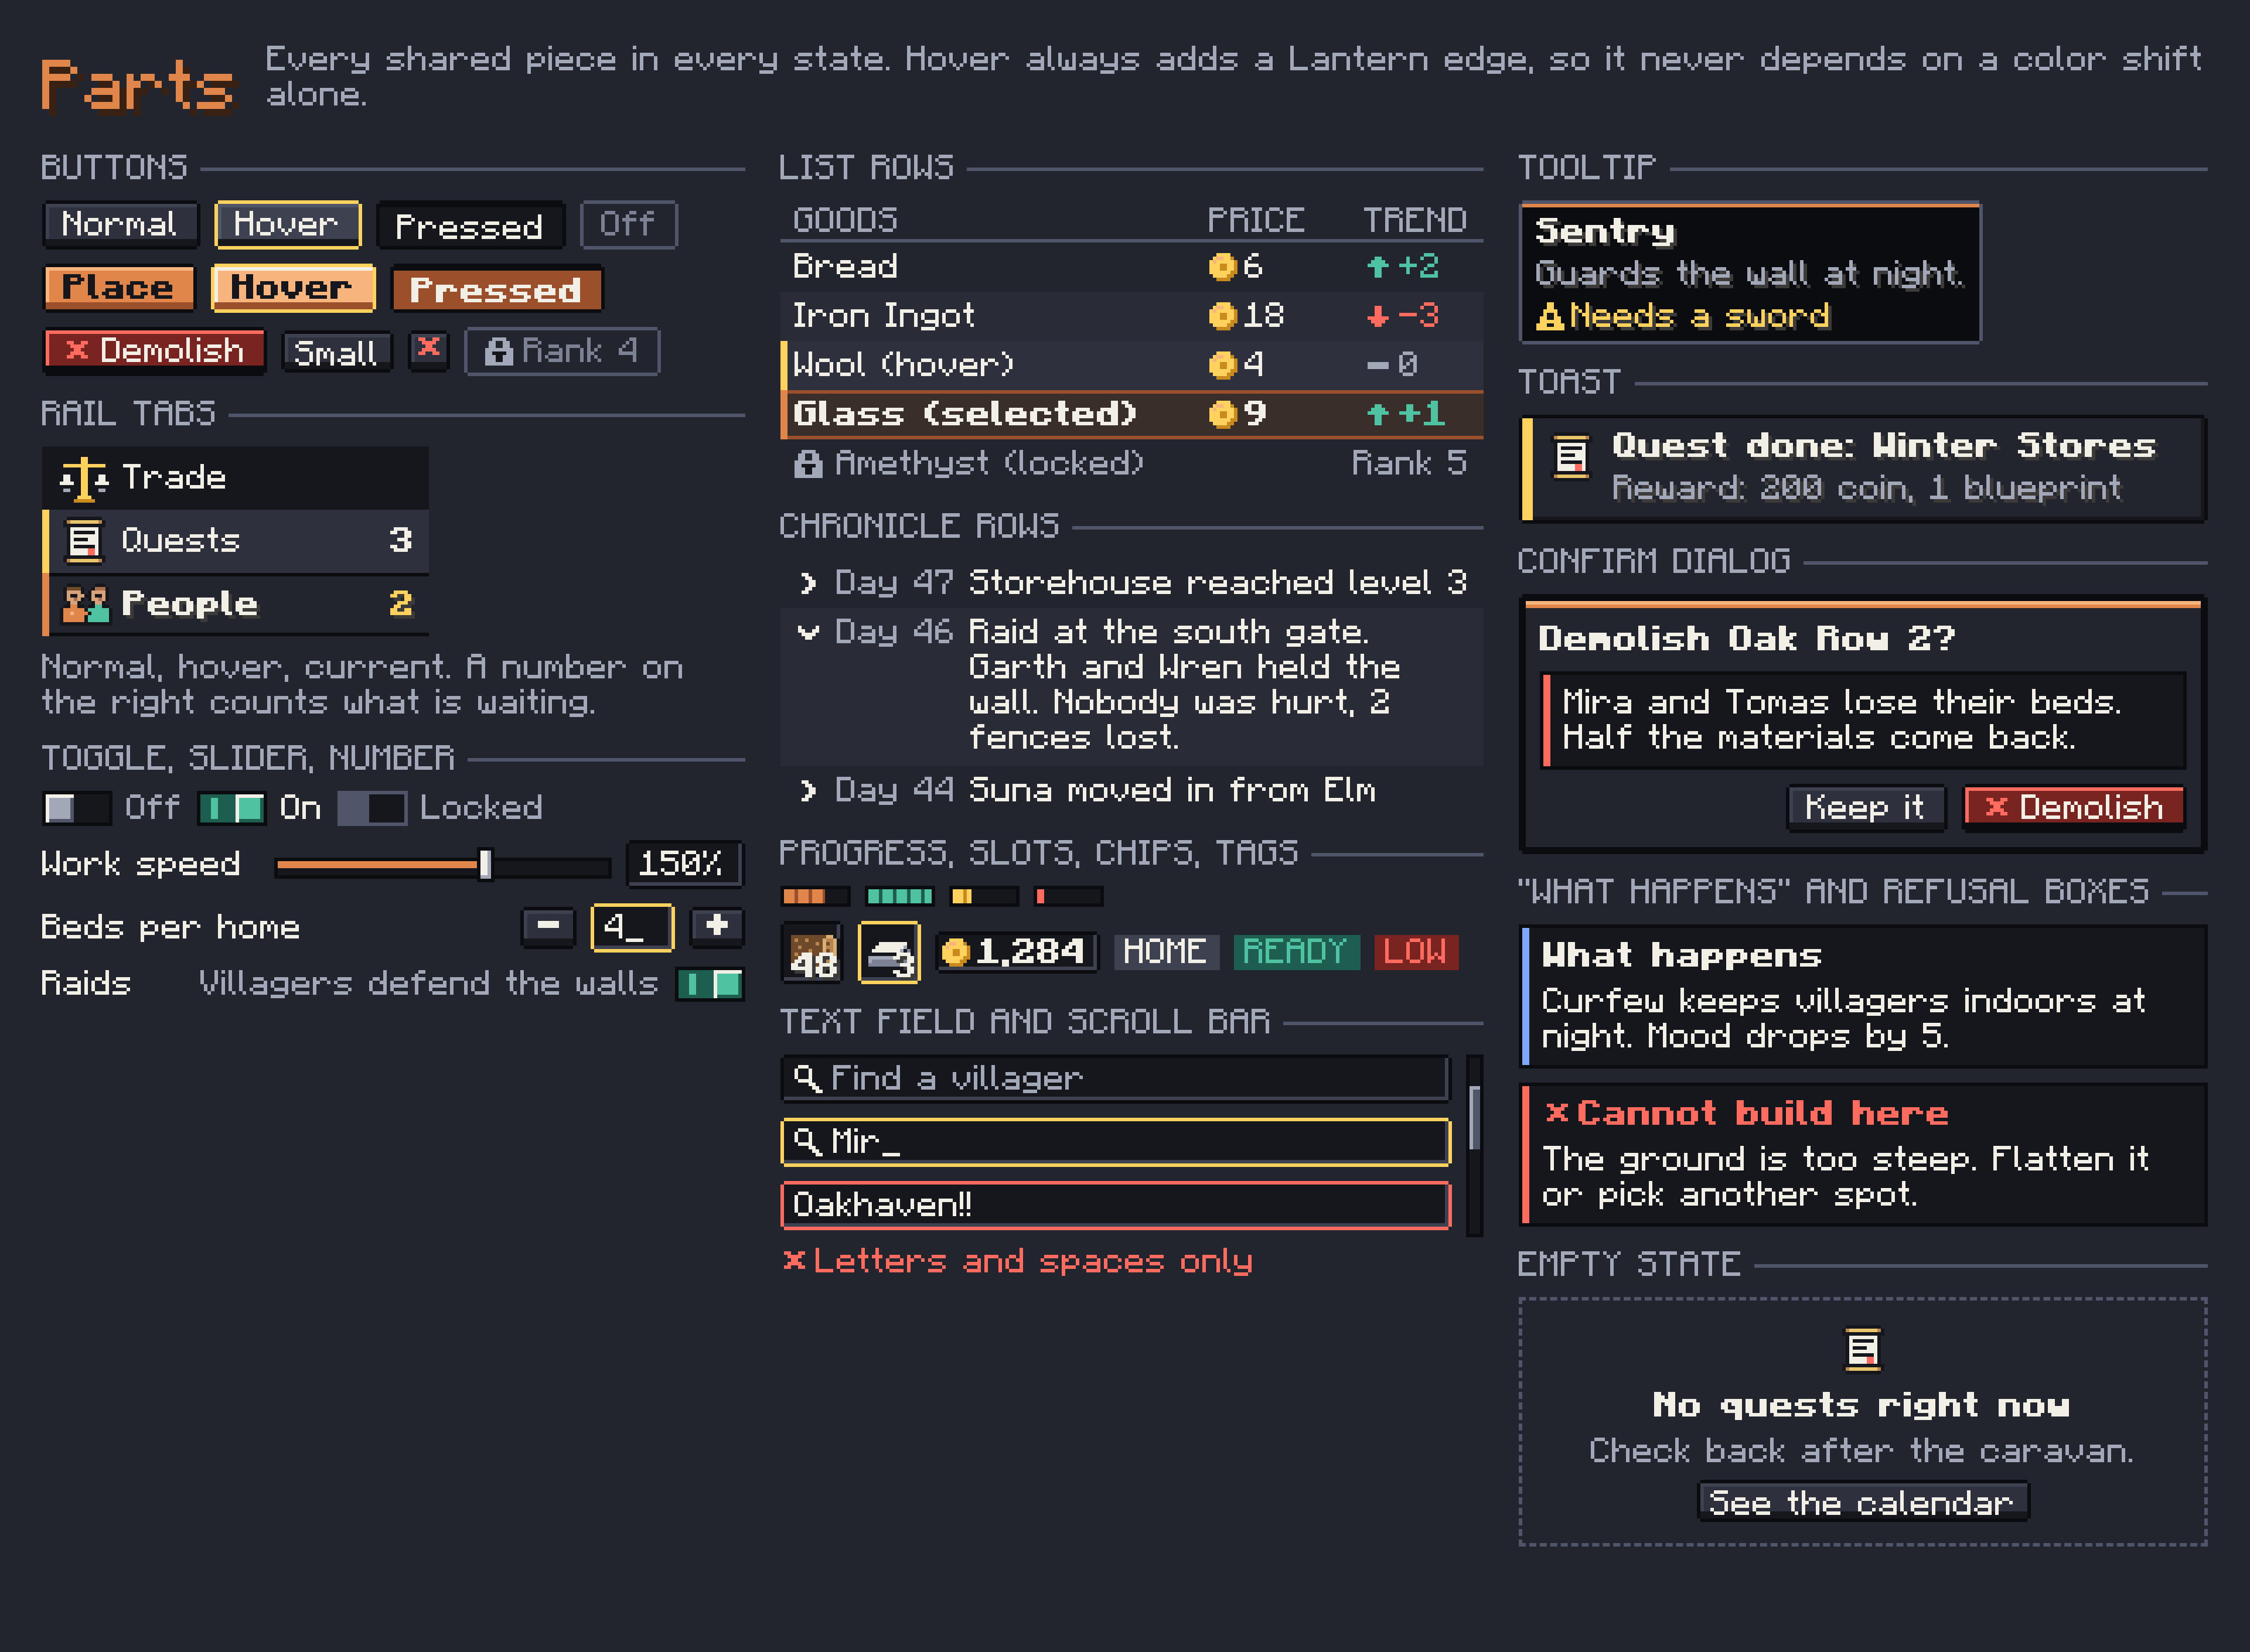 Parts
Every shared piece in every state. Hover always adds a Lantern edge, so it never depends on a color shift
alone.
BUTTONS
Normal Hover Pressed Off
Place Hover Pressed
Demolish Small Rank 4
RAIL TABS
Trade
Quests 3
People 2
Normal, hover, current. A number on
the right counts what is waiting.
TOGGLE, SLIDER, NUMBER
Off On Locked
Work speed 150%
Beds per home − 4_ +
Raids Villagers defend the walls
LIST ROWS
GOODS PRICE TREND
Bread 6 +2
Iron Ingot 18 −3
Wool (hover) 4 0
Glass (selected) 9 +1
Amethyst (locked) Rank 5
CHRONICLE ROWS
Day 47 Storehouse reached level 3
Day 46 Raid at the south gate.
Garth and Wren held the
wall. Nobody was hurt, 2
fences lost.
Day 44 Suna moved in from Elm
PROGRESS, SLOTS, CHIPS, TAGS
48 3 1,284 HOME READY LOW
TEXT FIELD AND SCROLL BAR
Find a villager
Mir_
Oakhaven!!
Letters and spaces only
TOOLTIP
Sentry
Guards the wall at night.
Needs a sword
TOAST
Quest done: Winter Stores
Reward: 200 coin, 1 blueprint
CONFIRM DIALOG
Demolish Oak Row 2?
Mira and Tomas lose their beds.
Half the materials come back.
Keep it Demolish
"WHAT HAPPENS" AND REFUSAL BOXES
What happens
Curfew keeps villagers indoors at
night. Mood drops by 5.
Cannot build here
The ground is too steep. Flatten it
or pick another spot.
EMPTY STATE
No quests right now
Check back after the caravan.
See the calendar